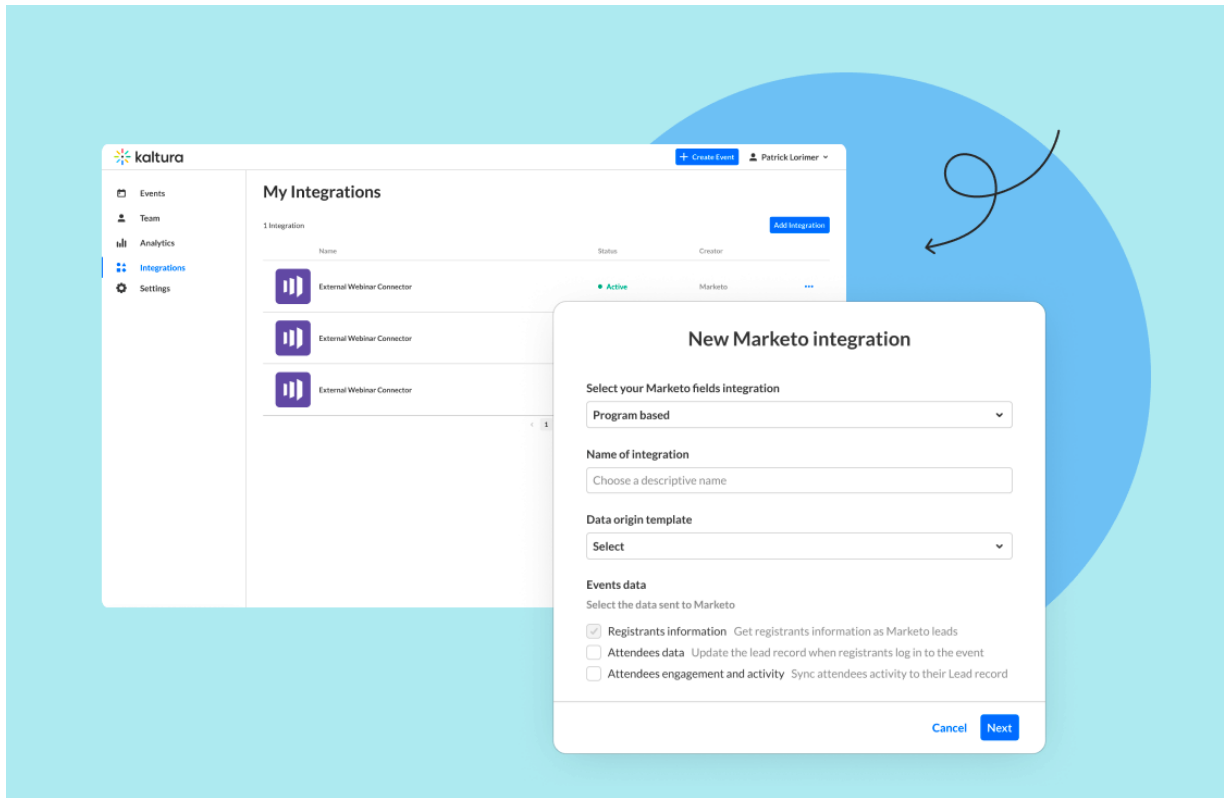 kaltura
+ Create Event
Patrick Lorimer
Events
Team
Analytics
Integrations
Settings
My Integrations
1 Integration
Add Integration
Name Status Creator
External Webinar Connector Active Marketo ...
External Webinar Connector
External Webinar Connector
< 1
New Marketo integration
Select your Marketo fields integration
Program based
Name of integration
Choose a descriptive name
Data origin template
Select
Events data
Select the data sent to Marketo
Registrants information Get registrants information as Marketo leads
Attendees data Update the lead record when registrants log in to the event
Attendees engagement and activity Sync attendees activity to their Lead record
Cancel Next